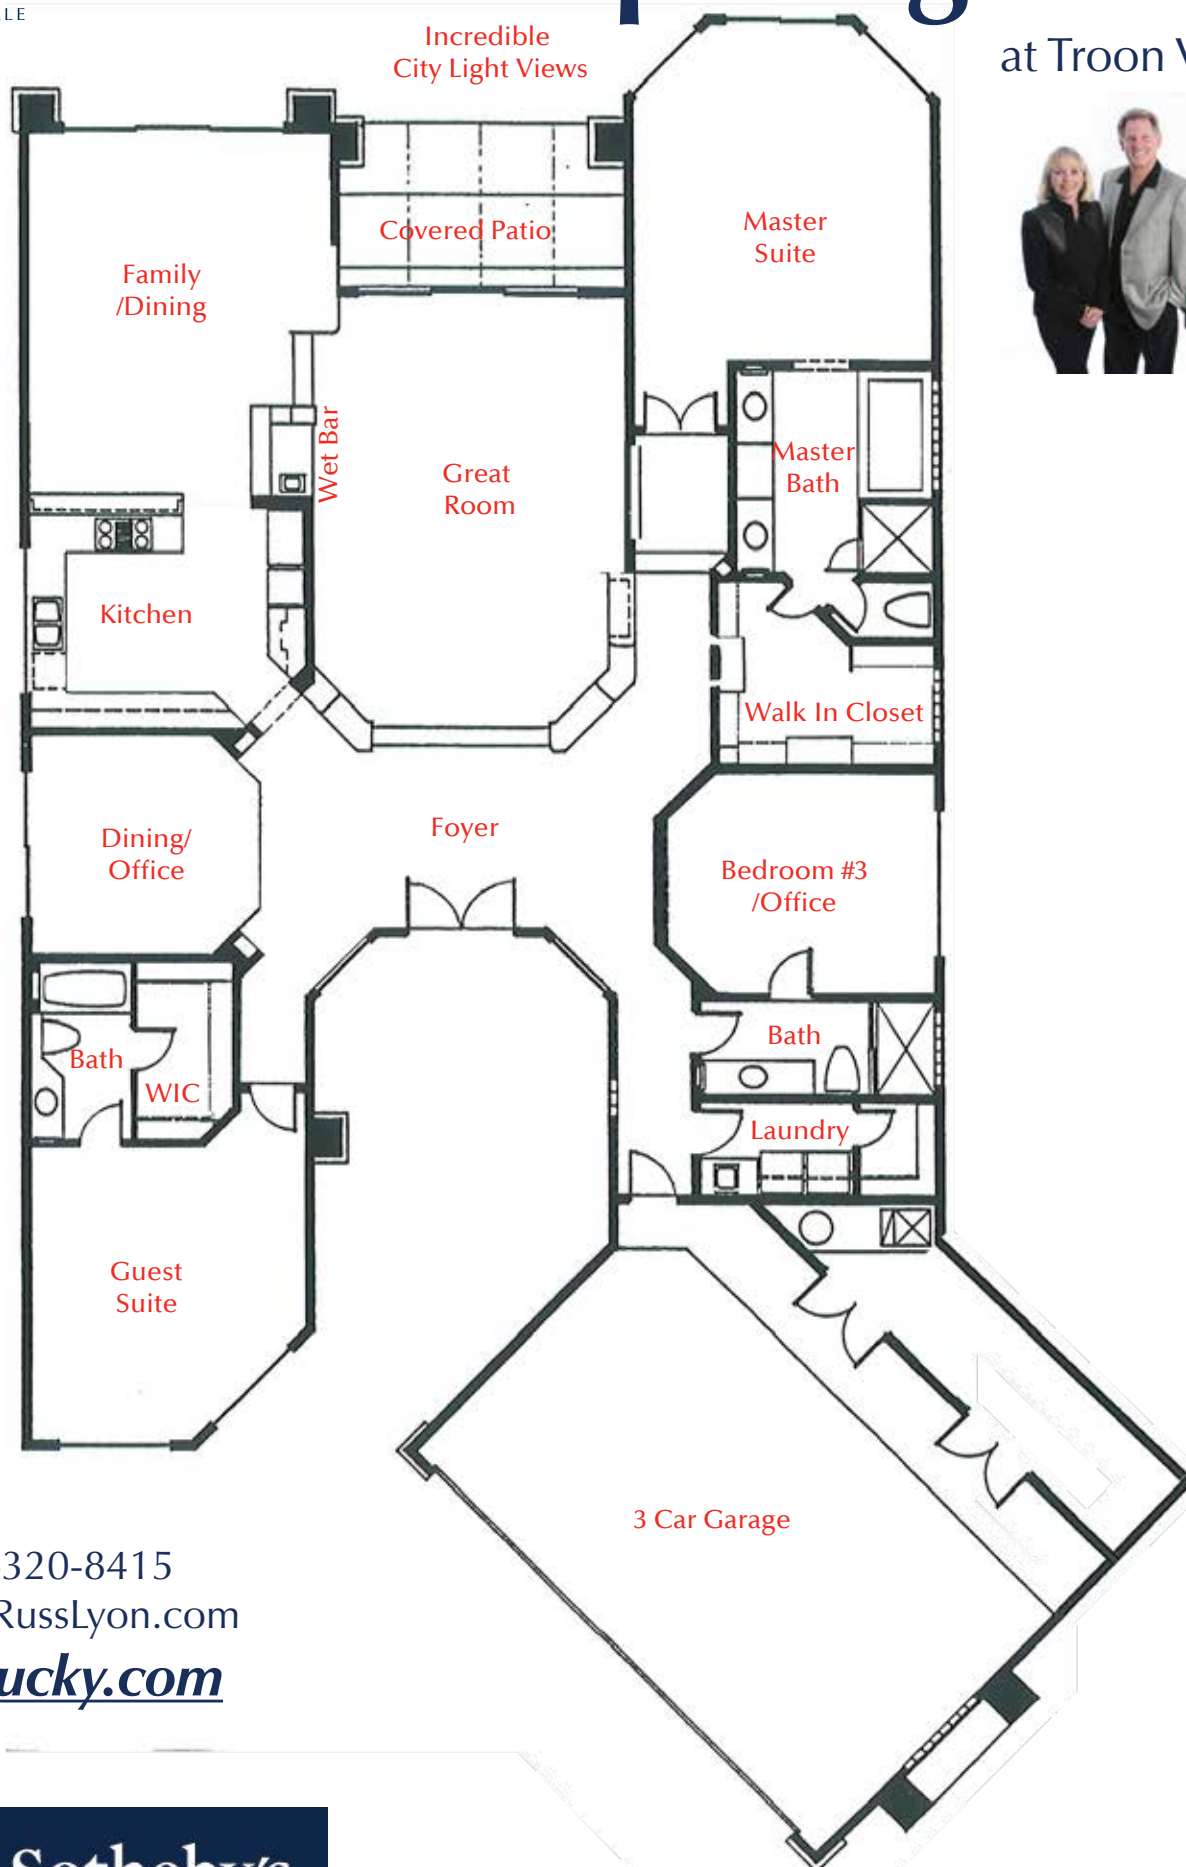 Incredible
City Light Views
at Troon
Covered Patio
Master
Suite
Family
/Dining
Wet Bar
Great
Room
Master
Bath
Kitchen
Walk In Closet
Dining/
Office
Foyer
Bedroom #3
/Office
Bath
WIC
Bath
Laundry
Guest
Suite
3 Car Garage
320-8415
RussLyon.com
ucky.com
Sotheby's